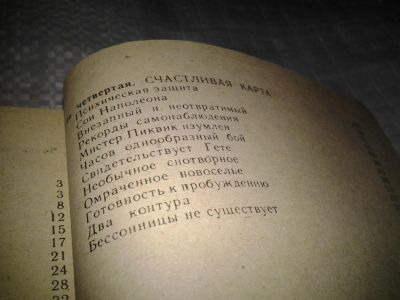 четвертая. СЧАСТЛИВАЯ КАРТА
Психическая защита
Сон Наполеона
Внезапный и неотвратимый
Рекорды самонаблюдения
Мистер Пиквик изумлен
Часов однообразный бой
Свидетельствует Гете
Необычное снотворное
Омраченное новоселье
Готовность к пробуждению
Два контура
Бессонницы не существует
3
3
8
12
15
17
21
24
28
32